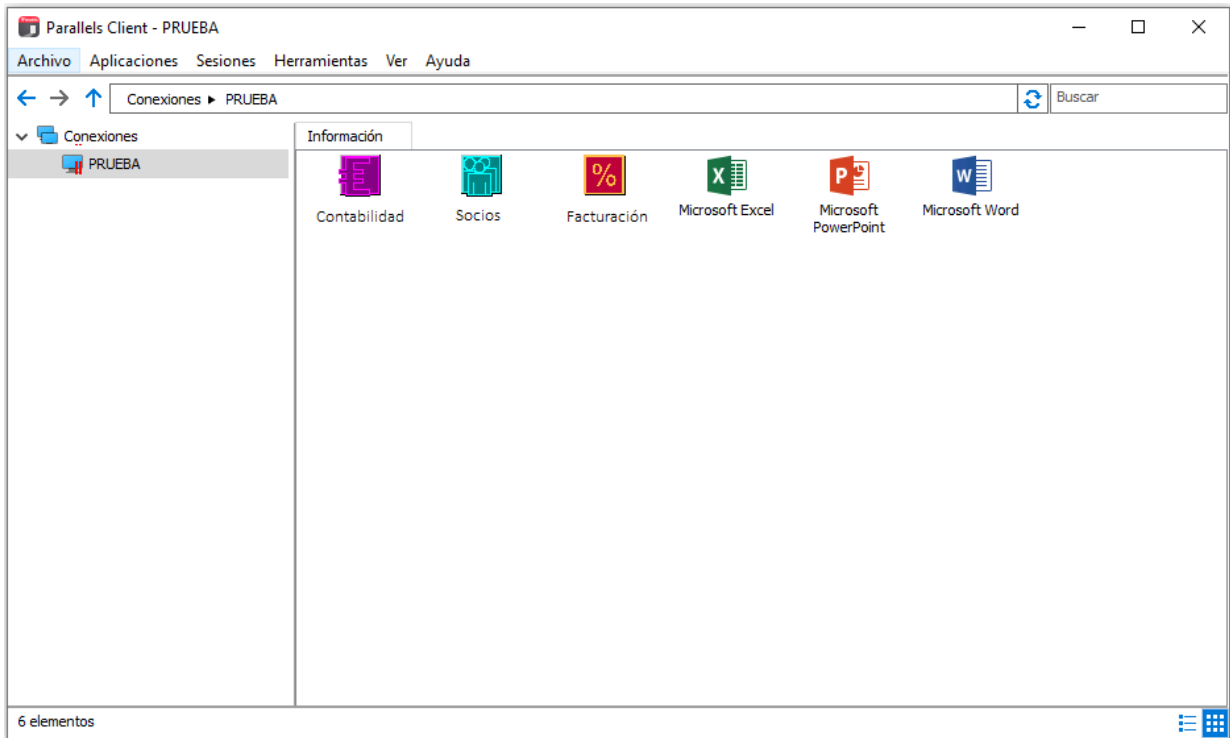 Parallels Client - PRUEBA
Archivo Aplicaciones Sesiones Herramientas Ver Ayuda
Conexiones ▸ PRUEBA
Buscar
Conexiones
PRUEBA
Información
Contabilidad
Socios
Facturación
Microsoft Excel
Microsoft
PowerPoint
Microsoft Word
6 elementos